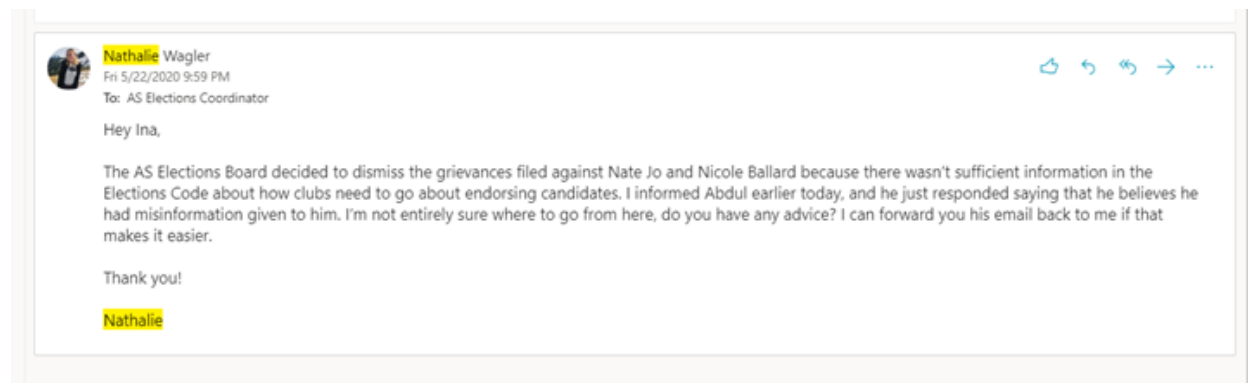 Nathalie Wagler
Fri 5/22/2020 9:59 PM
To: AS Elections Coordinator
Hey Ina,
The AS Elections Board decided to dismiss the grievances filed against Nate Jo and Nicole Ballard because there wasn't sufficient information in the
Elections Code about how clubs need to go about endorsing candidates. I informed Abdul earlier today, and he just responded saying that he believes he
had misinformation given to him. I'm not entirely sure where to go from here, do you have any advice? I can forward you his email back to me if that
makes it easier.
Thank you!
Nathalie